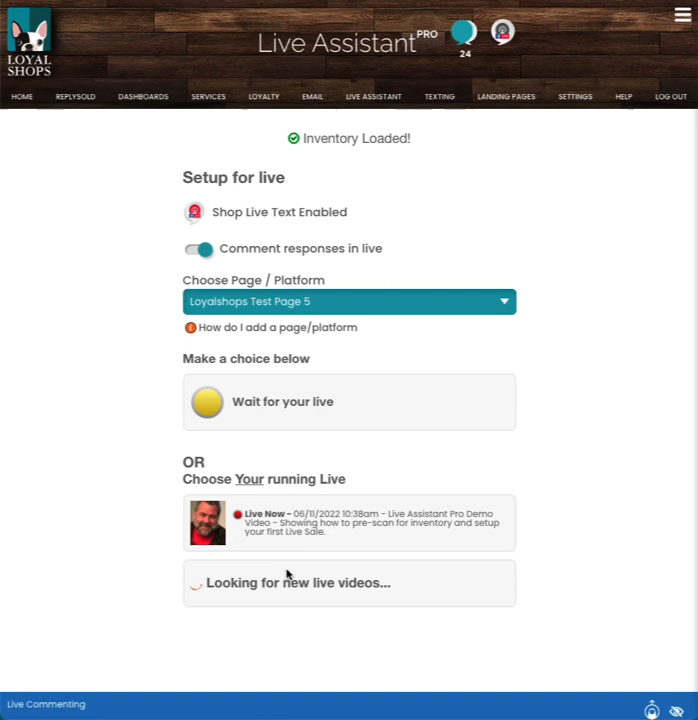 LOYAL
SHOPS
Live Assistant PRO
24
HOME REPLYSOLD DASHBOARDS SERVICES LOYALTY EMAIL LIVE ASSISTANT TEXTING LANDING PAGES SETTINGS HELP LOG OUT
Inventory Loaded!
Setup for live
Shop Live Text Enabled
Comment responses in live
Choose Page / Platform
Loyalshops Test Page 5
How do I add a page/platform
Make a choice below
Wait for your live
OR
Choose Your running Live
Live Now - 06/11/2022 10:38am - Live Assistant Pro Demo
Video - Showing how to pre-scan for inventory and setup
your first Live Sale.
Looking for new live videos...
Live Commenting